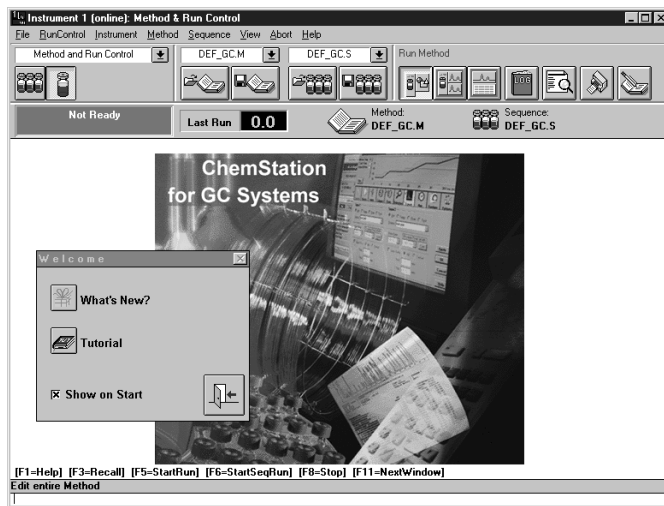 Instrument 1 (online): Method & Run Control
File RunControl Instrument Method Sequence View Abort Help
Method and Run Control DEF_GC.M DEF_GC.S Run Method
LOG
Not Ready
Last Run 0.0
Method:
DEF_GC.M
Sequence:
DEF_GC.S
ChemStation
for GC Systems
Welcome
What's New?
Tutorial
Show on Start
[F1=Help] [F3=Recall] [F5=StartRun] [F6=StartSeqRun] [F8=Stop] [F11=NextWindow]
Edit entire Method